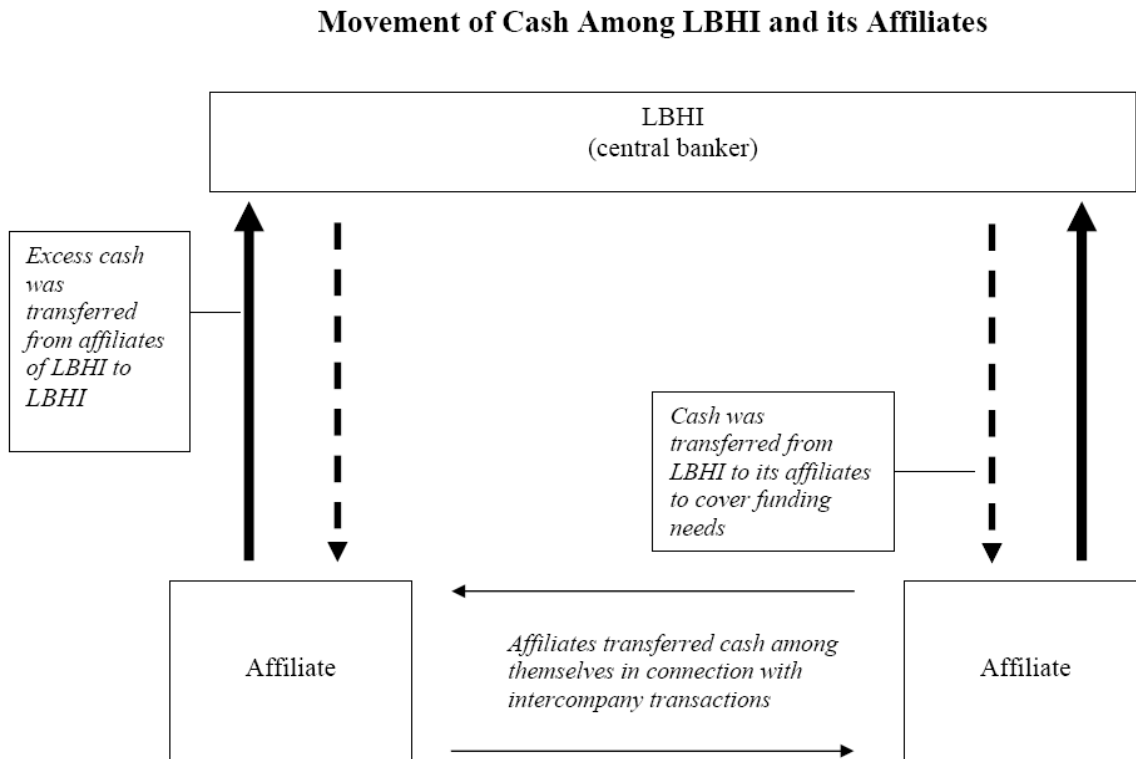 Movement of Cash Among LBHI and its Affiliates
LBHI
(central banker)
Excess cash
was
transferred
from affiliates
of LBHI to
LBHI
Cash was
transferred from
LBHI to its affiliates
to cover funding
needs
Affiliate
Affiliates transferred cash among
themselves in connection with
intercompany transactions
Affiliate